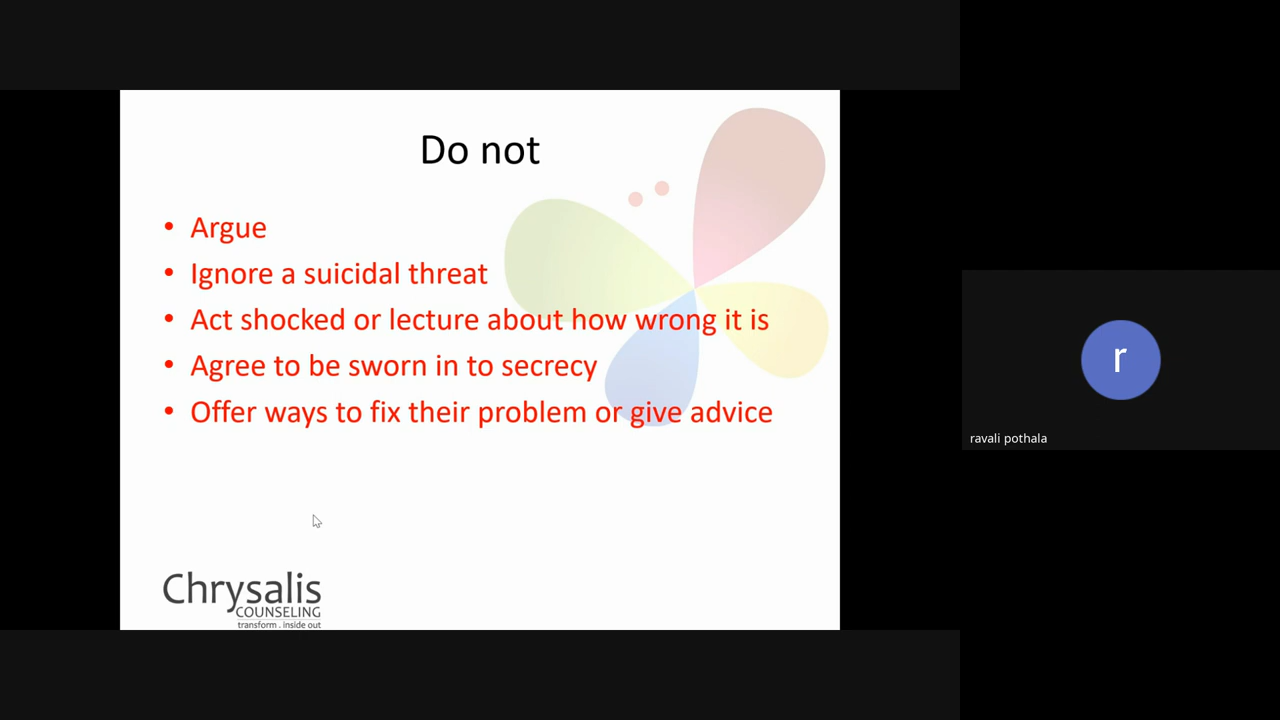 Do not
• Argue
• Ignore a suicidal threat
• Act shocked or lecture about how wrong it is
• Agree to be sworn in to secrecy
• Offer ways to fix their problem or give advice
Chrysalis
COUNSELING
transform . inside out
r
ravali pothala